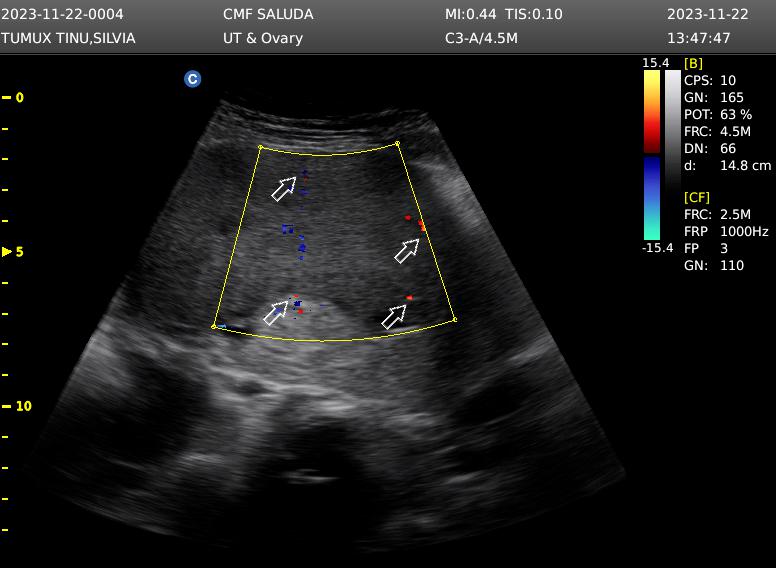 2023-11-22-0004 CMF SALUDA MI:0.44 TIS:0.10 2023-11-22
TUMUX TINU,SILVIA UT & Ovary C3-A/4.5M 13:47:47
C
0
5
10
15.4
-15.4
[B]
CPS: 10
GN: 165
POT: 63 %
FRC: 4.5M
DN: 66
d: 14.8 cm
[CF]
FRC: 2.5M
FRP 1000Hz
FP 3
GN: 110